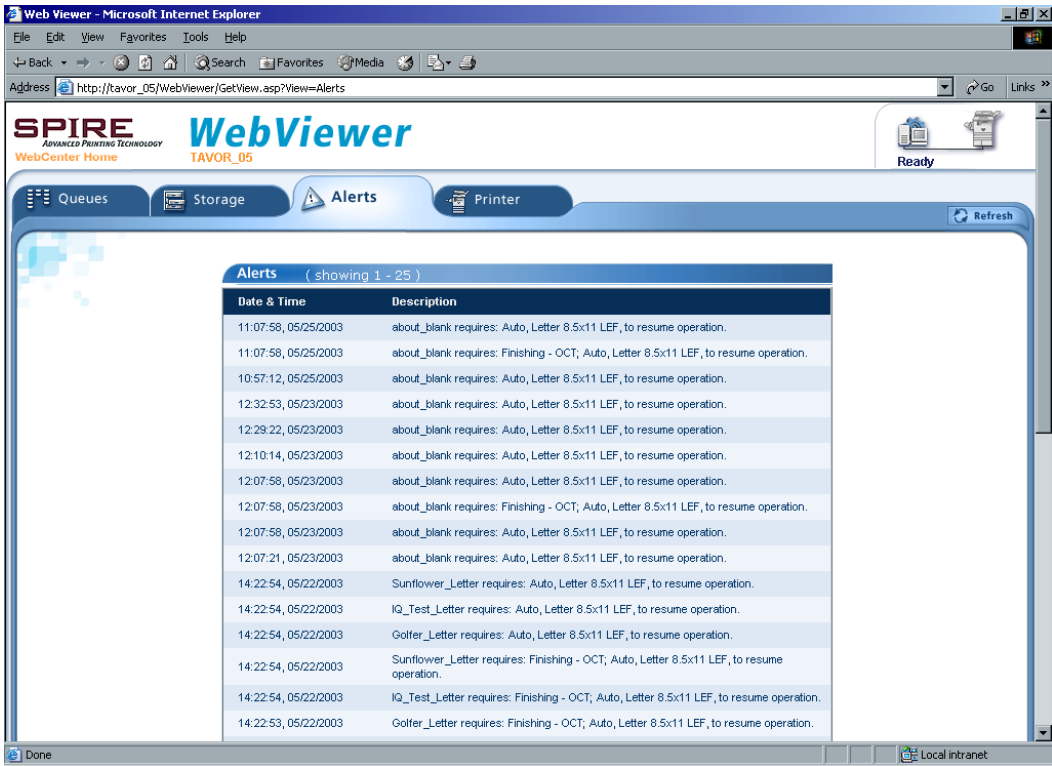 Web Viewer - Microsoft Internet Explorer
File Edit View Favorites Tools Help
Back Search Favorites Media
Address http://tavor_05/WebViewer/GetView.asp?View=Alerts Go Links »
SPIRE WebViewer
ADVANCED PRINTING TECHNOLOGY
WebCenter Home TAVOR_05 Ready
Queues Storage Alerts Printer
Refresh
Alerts ( showing 1 - 25 )
Date & Time Description
11:07:58, 05/25/2003 about_blank requires: Auto, Letter 8.5x11 LEF, to resume operation.
11:07:58, 05/25/2003 about_blank requires: Finishing - OCT; Auto, Letter 8.5x11 LEF, to resume operation.
10:57:12, 05/25/2003 about_blank requires: Auto, Letter 8.5x11 LEF, to resume operation.
12:32:53, 05/23/2003 about_blank requires: Auto, Letter 8.5x11 LEF, to resume operation.
12:29:22, 05/23/2003 about_blank requires: Auto, Letter 8.5x11 LEF, to resume operation.
12:10:14, 05/23/2003 about_blank requires: Auto, Letter 8.5x11 LEF, to resume operation.
12:07:58, 05/23/2003 about_blank requires: Auto, Letter 8.5x11 LEF, to resume operation.
12:07:58, 05/23/2003 about_blank requires: Finishing - OCT; Auto, Letter 8.5x11 LEF, to resume operation.
12:07:58, 05/23/2003 about_blank requires: Auto, Letter 8.5x11 LEF, to resume operation.
12:07:21, 05/23/2003 about_blank requires: Auto, Letter 8.5x11 LEF, to resume operation.
14:22:54, 05/22/2003 Sunflower_Letter requires: Auto, Letter 8.5x11 LEF, to resume operation.
14:22:54, 05/22/2003 IQ_Test_Letter requires: Auto, Letter 8.5x11 LEF, to resume operation.
14:22:54, 05/22/2003 Golfer_Letter requires: Auto, Letter 8.5x11 LEF, to resume operation.
14:22:54, 05/22/2003 Sunflower_Letter requires: Finishing - OCT; Auto, Letter 8.5x11 LEF, to resume
operation.
14:22:54, 05/22/2003 IQ_Test_Letter requires: Finishing - OCT; Auto, Letter 8.5x11 LEF, to resume operation.
14:22:53, 05/22/2003 Golfer_Letter requires: Finishing - OCT; Auto, Letter 8.5x11 LEF, to resume operation.
Done Local intranet